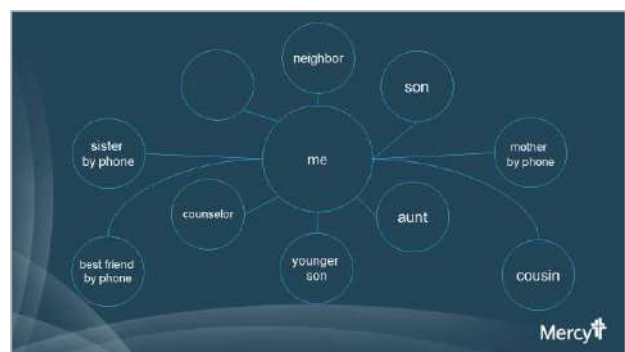 neighbor
son
sister
by phone
me
mother
by phone
counselor
aunt
best friend
by phone
younger
son
cousin
Mercy